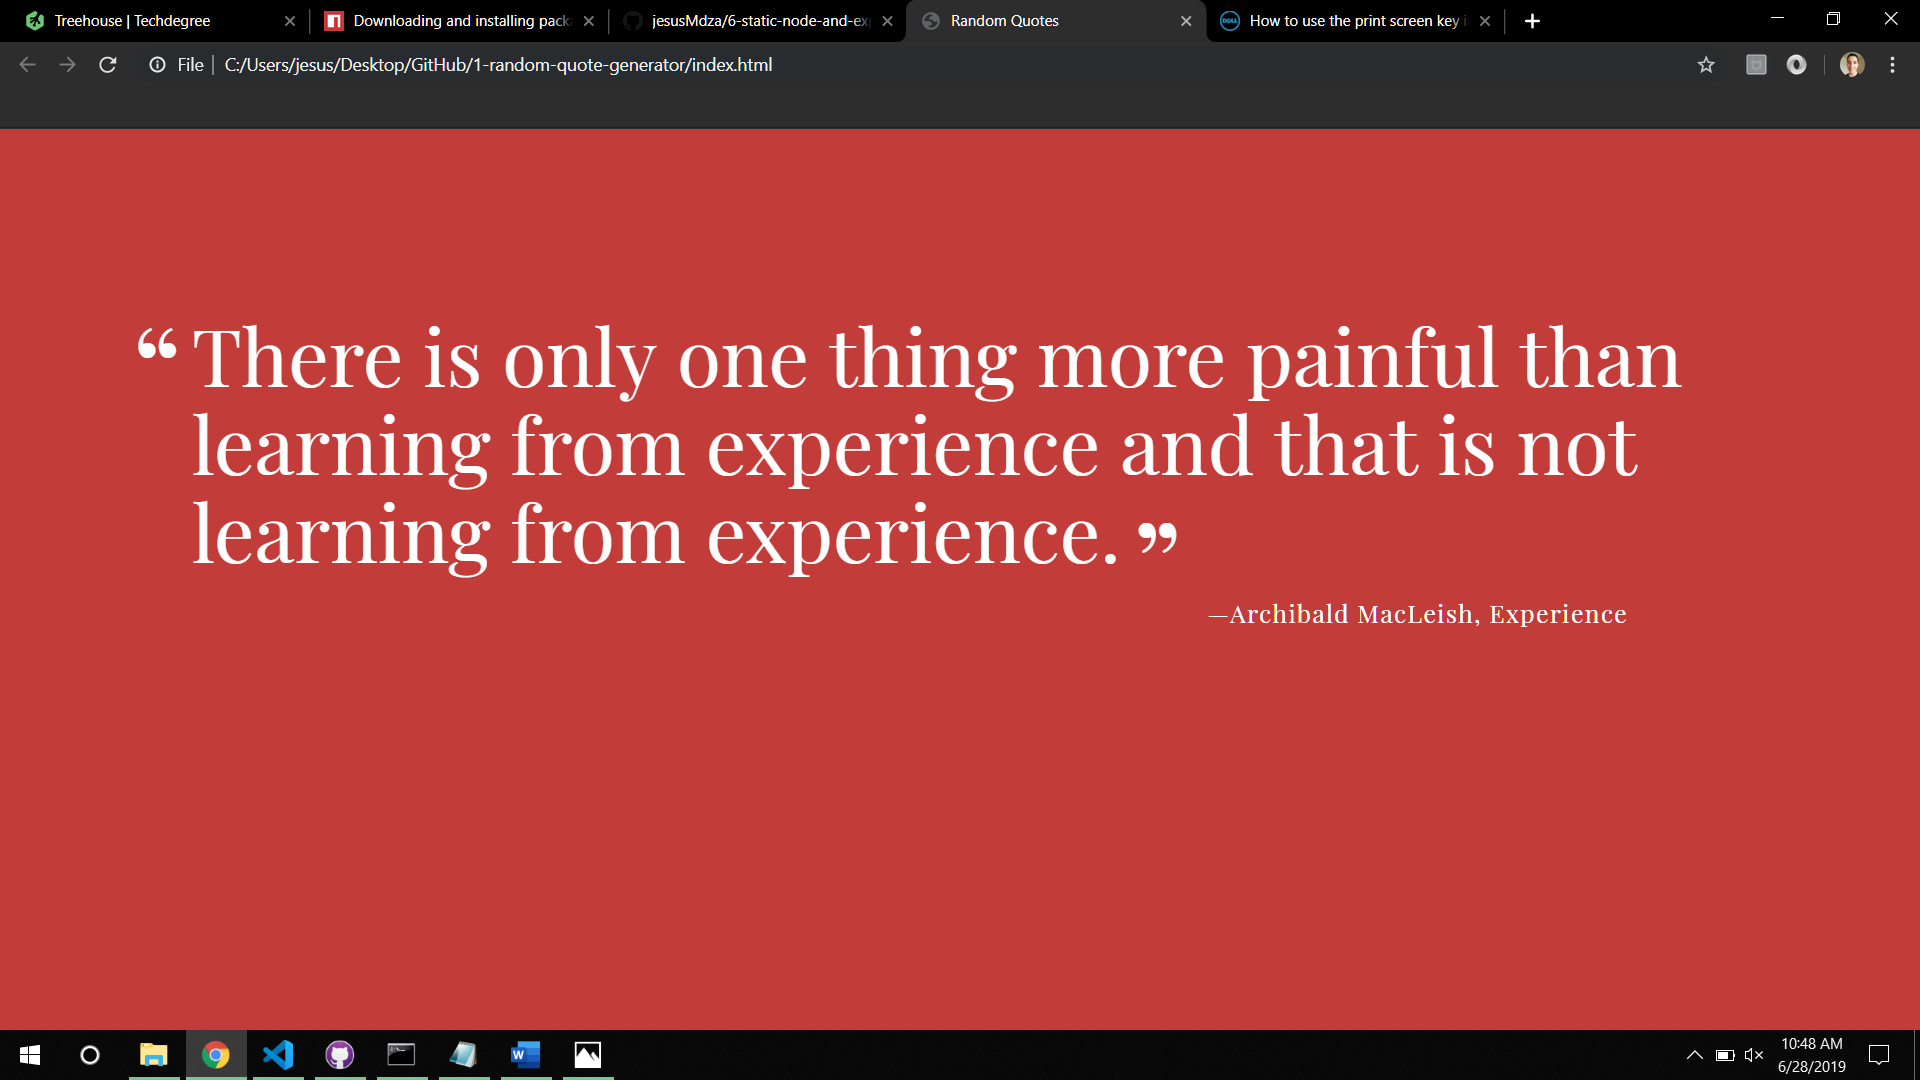 Treehouse | Techdegree
Downloading and installing pack
jesusMdza/6-static-node-and-ex
Random Quotes
How to use the print screen key i
File | C:/Users/jesus/Desktop/GitHub/1-random-quote-generator/index.html
“ There is only one thing more painful than
learning from experience and that is not
learning from experience. ”
—Archibald MacLeish, Experience
10:48 AM
6/28/2019